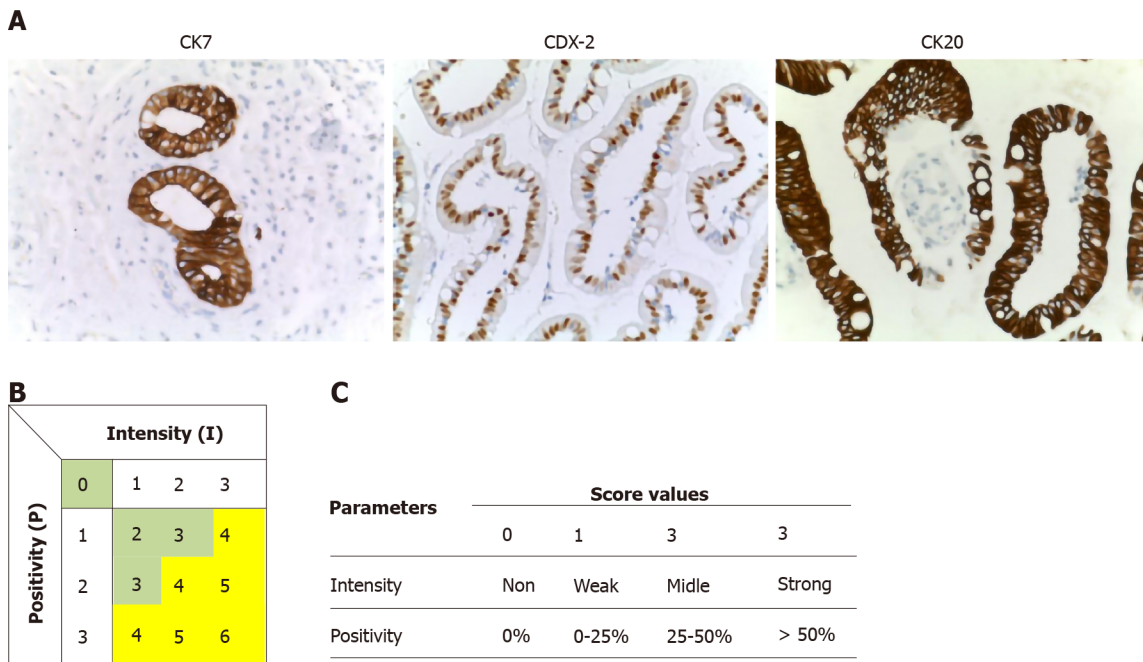 A
CK7 CDX-2 CK20
B
Intensity (I)
Positivity (P)
0 1 2 3
1 2 3 4
2 3 4 5
3 4 5 6
C
Parameters Score values
0 1 3 3
Intensity Non Weak Midle Strong
Positivity 0% 0-25% 25-50% > 50%